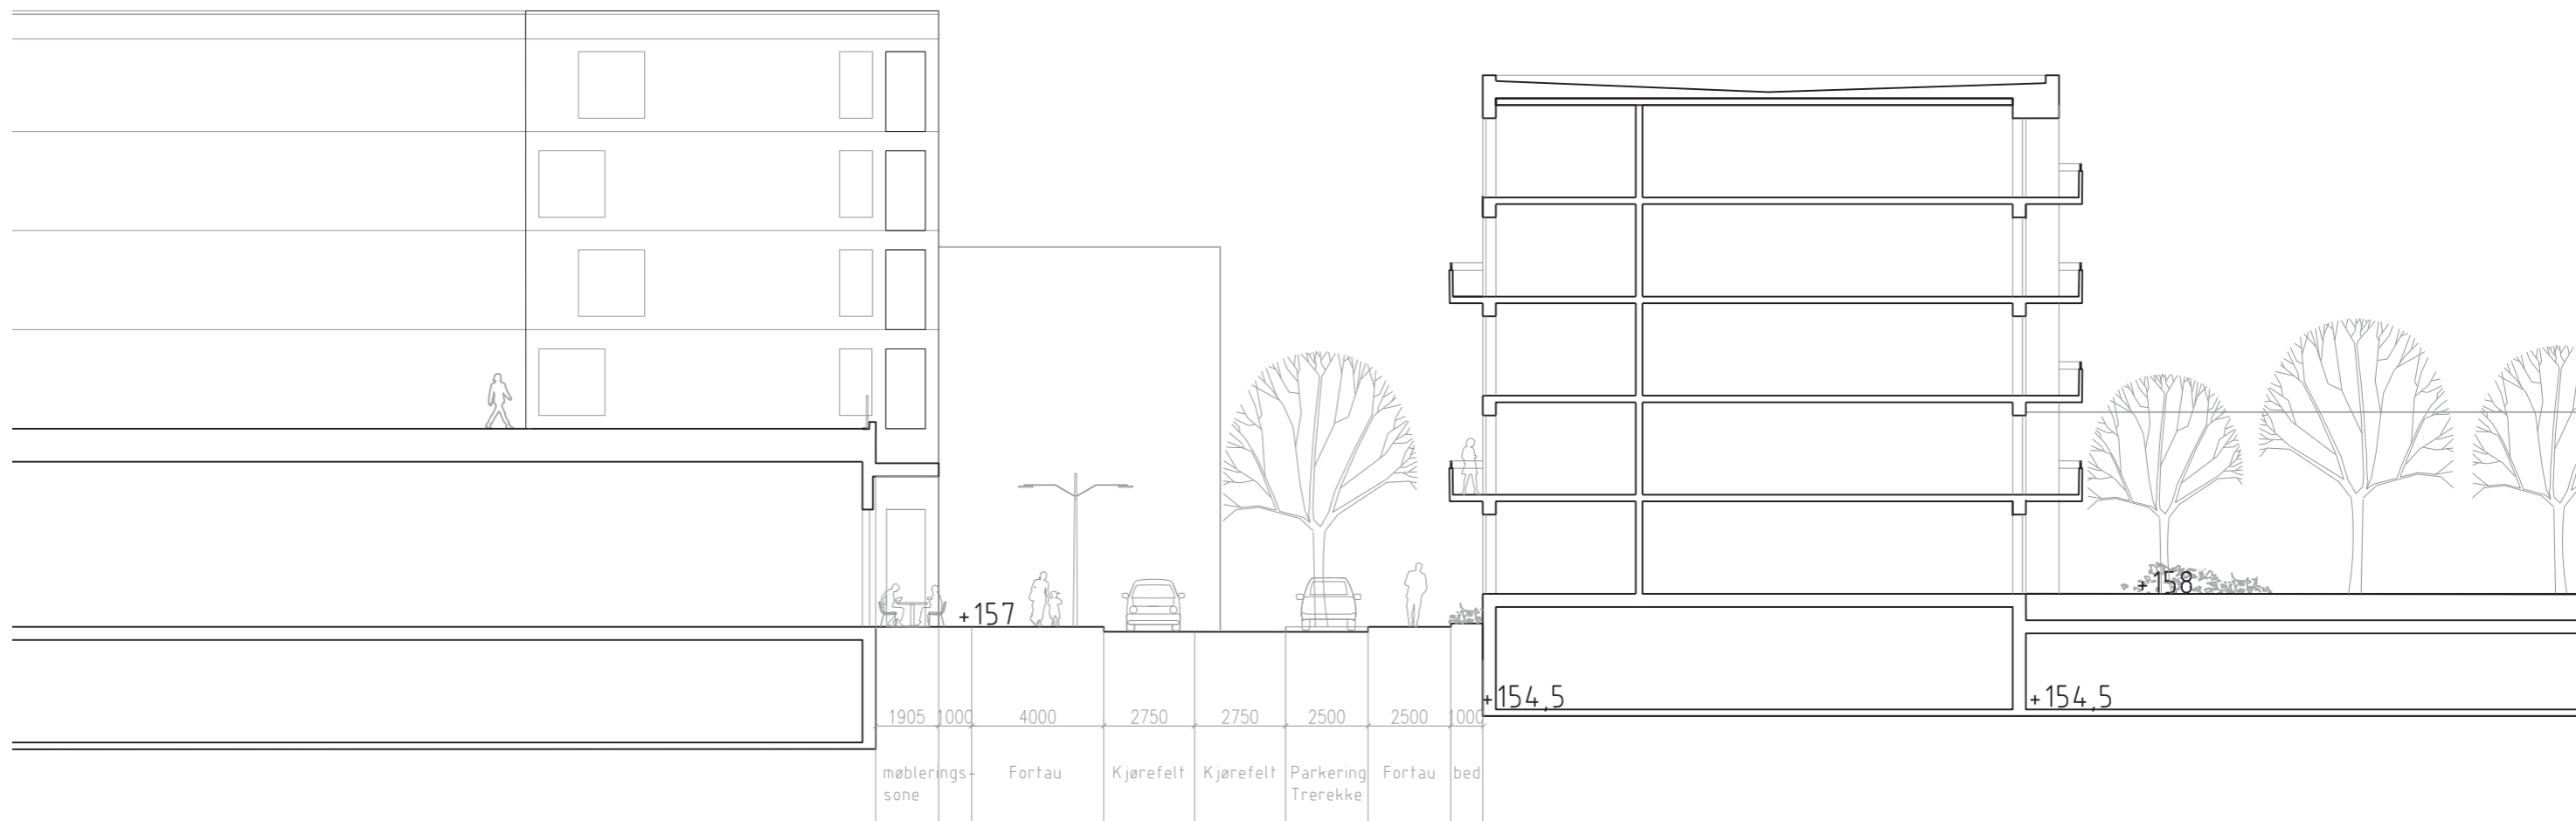 +158
+157
+154,5
+154,5
1905 1000 4000 2750 2750 2500 2500 1000
møblerings- Fortau Kjørefelt Kjørefelt Parkering Fortau bed
sone Trerekke